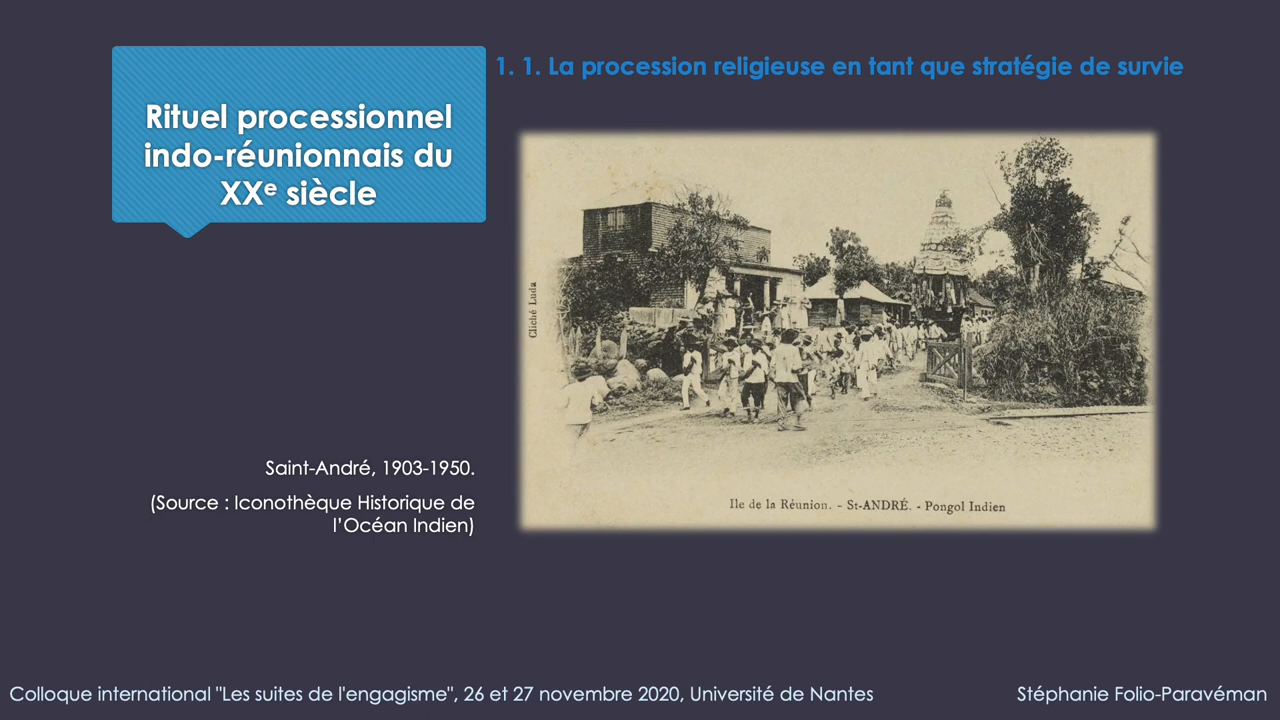 1. 1. La procession religieuse en tant que stratégie de survie
Rituel processionnel
indo-réunionnais du
XXe siècle
Cliché Luda
Ile de la Réunion. - St-ANDRÉ. - Pongol Indien
Saint-André, 1903-1950.
(Source : Iconothèque Historique de
l'Océan Indien)
Colloque international "Les suites de l'engagisme", 26 et 27 novembre 2020, Université de Nantes
Stéphanie Folio-Paravéman